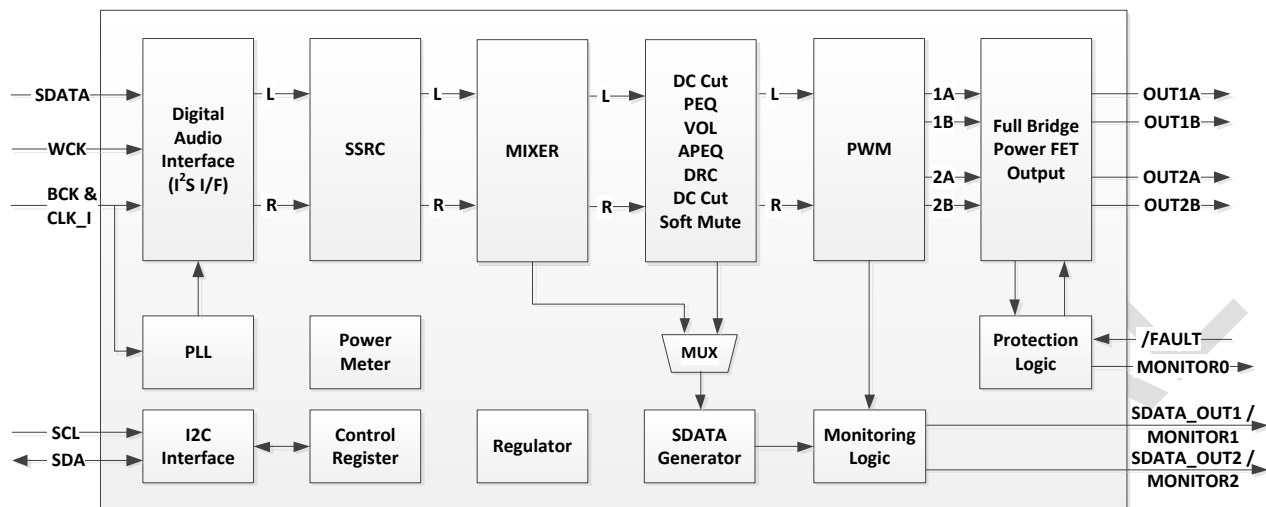 SDATA
WCK
BCK &
CLK_I
Digital
Audio
Interface
(I²S I/F)
L
R
SSRC
L
R
MIXER
L
R
DC Cut
PEQ
VOL
APEQ
DRC
DC Cut
Soft Mute
L
R
PWM
1A
1B
2A
2B
Full Bridge
Power FET
Output
OUT1A
OUT1B
OUT2A
OUT2B
PLL
Power
Meter
MUX
Protection
Logic
/FAULT
MONITOR0
SCL
SDA
I2C
Interface
Control
Register
Regulator
SDATA
Generator
Monitoring
Logic
SDATA_OUT1 /
MONITOR1
SDATA_OUT2 /
MONITOR2